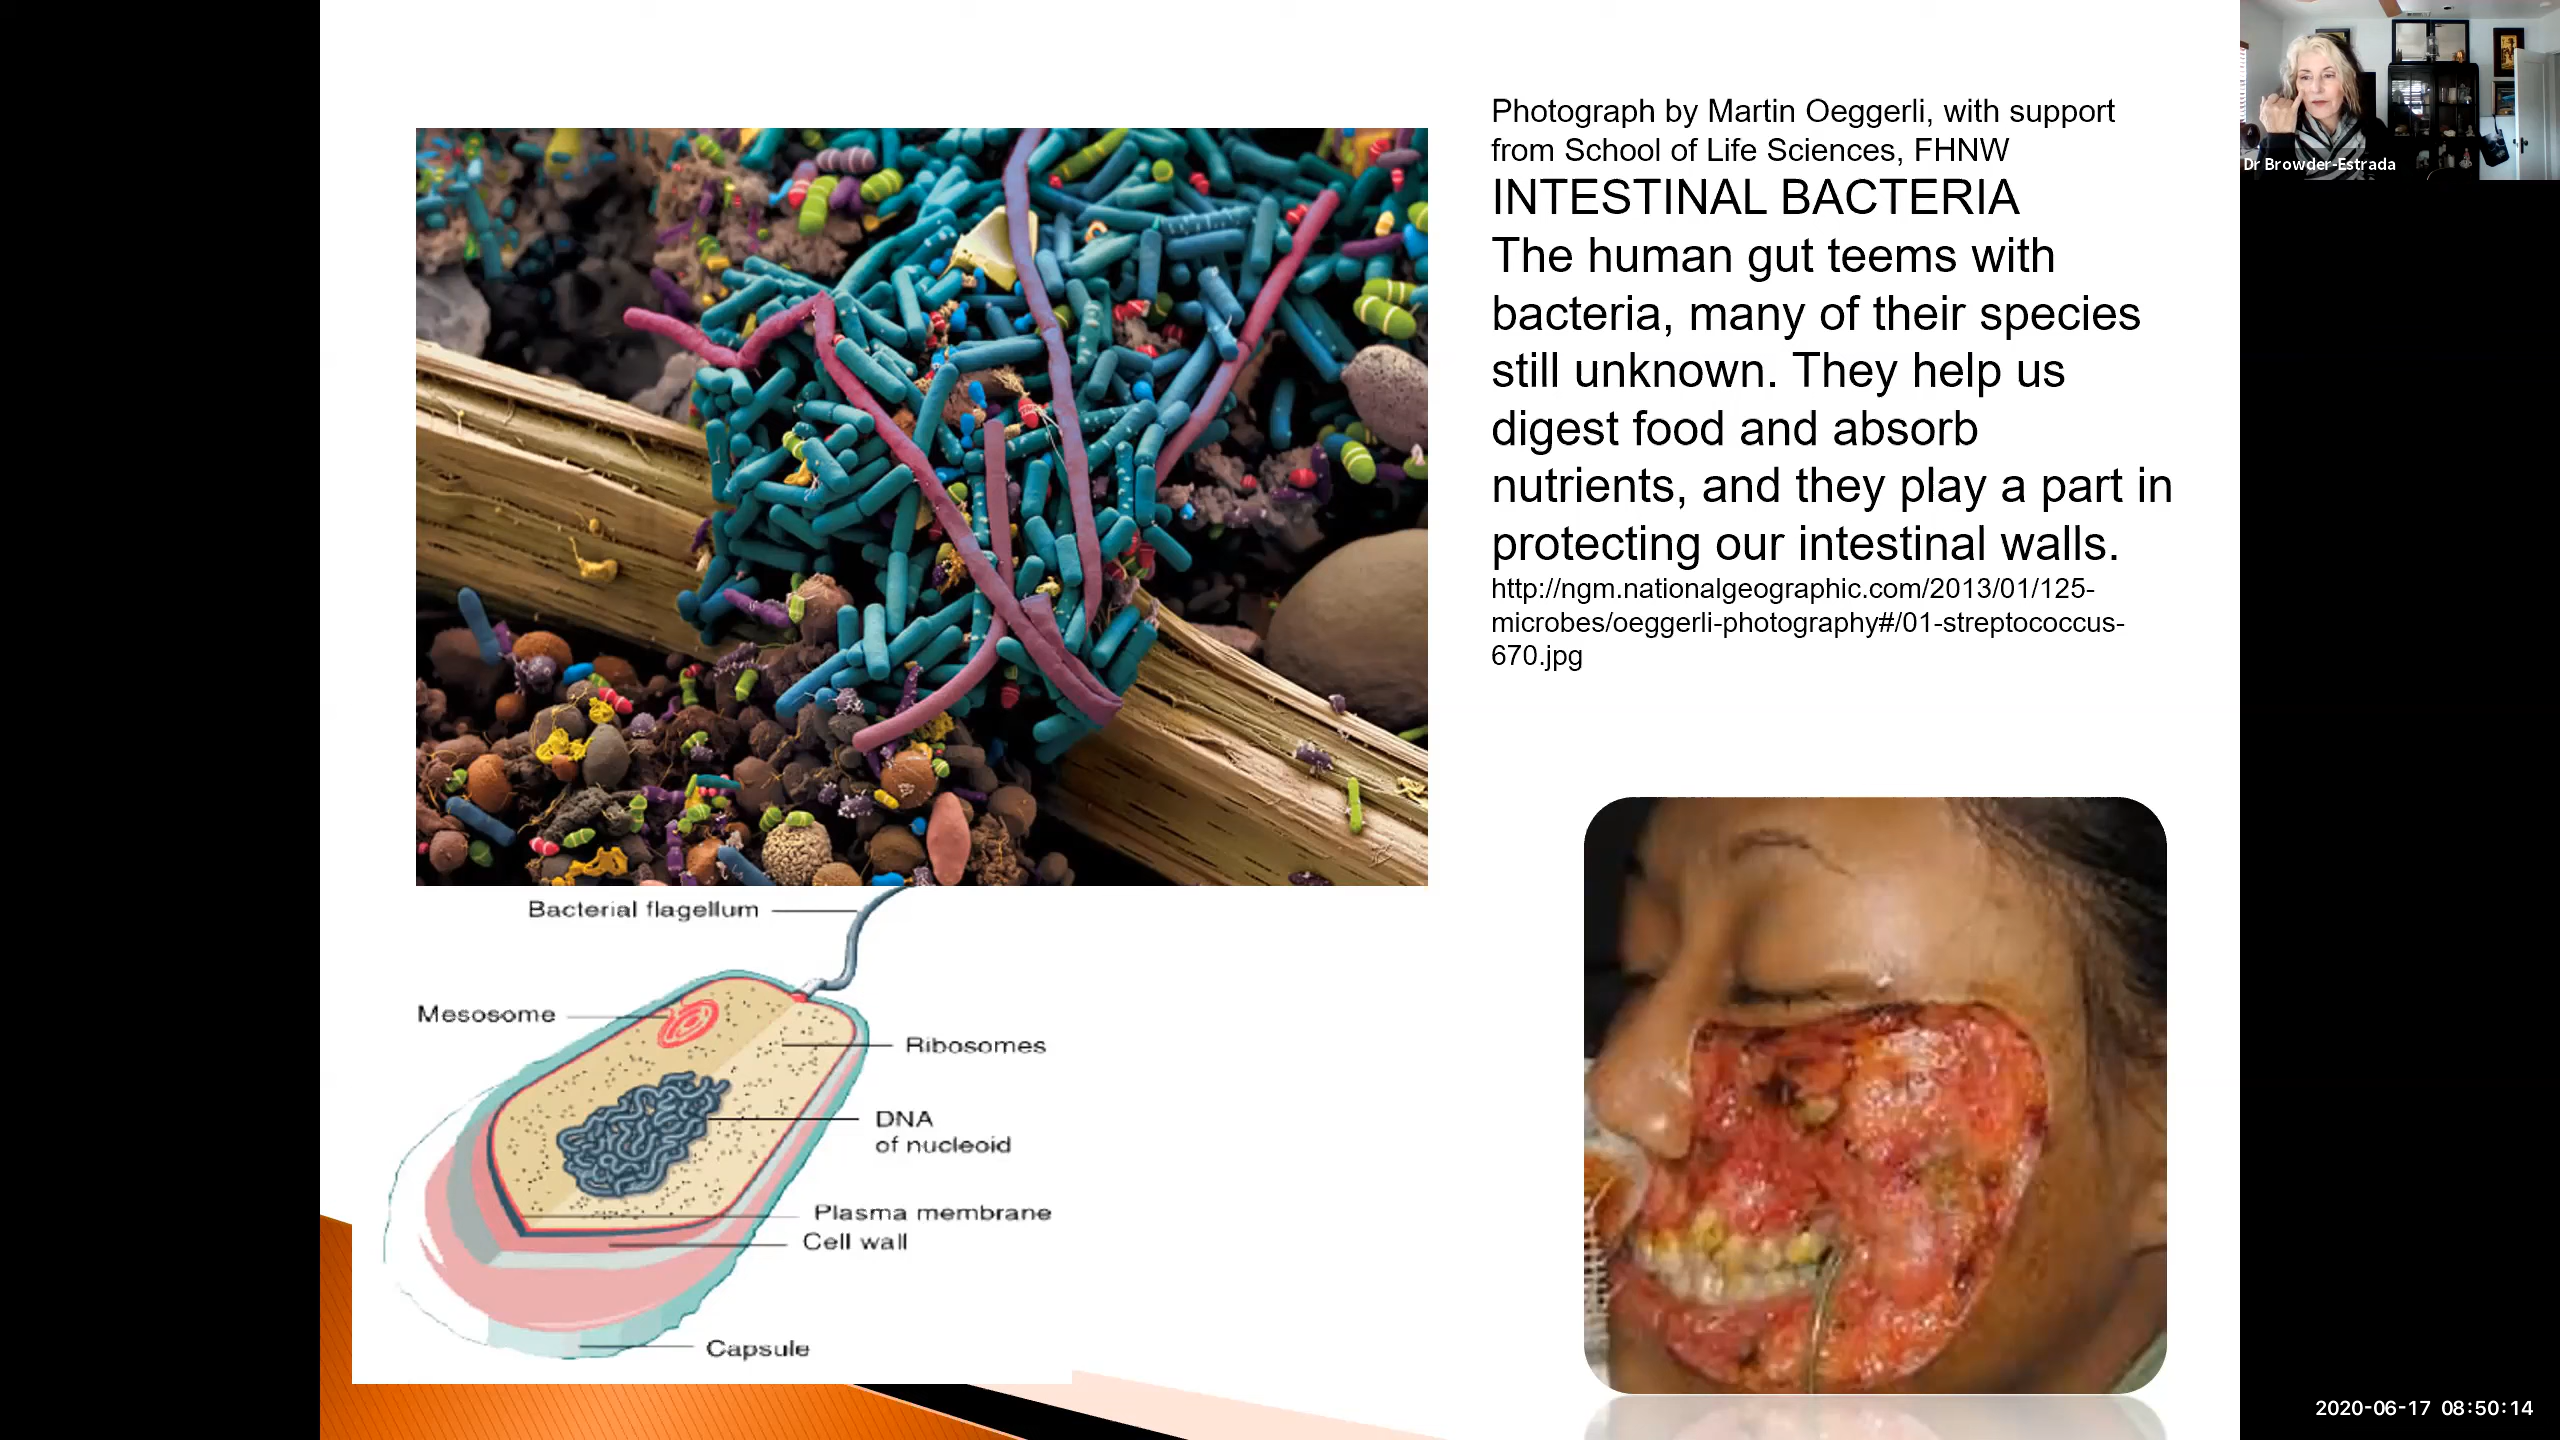 Photograph by Martin Oeggerli, with support
from School of Life Sciences, FHNW
INTESTINAL BACTERIA
The human gut teems with
bacteria, many of their species
still unknown. They help us
digest food and absorb
nutrients, and they play a part in
protecting our intestinal walls.
http://ngm.nationalgeographic.com/2013/01/125-
microbes/oeggerli-photography#/01-streptococcus-
670.jpg
Dr Browder-Estrada
Bacterial flagellum
Mesosome
Ribosomes
DNA
of nucleoid
Plasma membrane
Cell wall
Capsule
2020-06-17 08:50:14